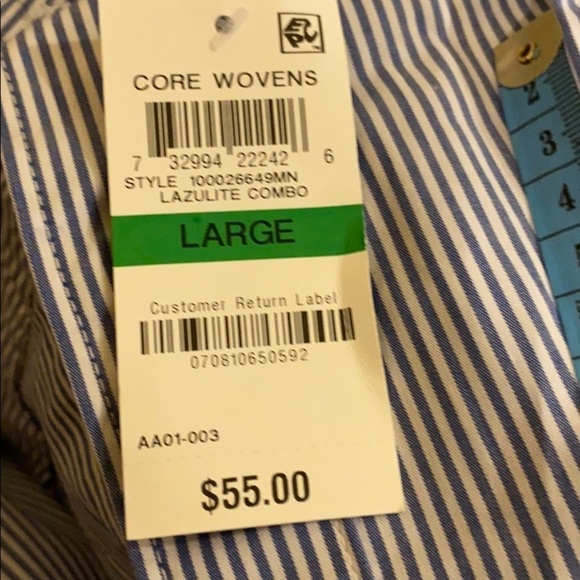 EPC
CORE WOVENS
7 32994 22242 6
STYLE 100026649MN
LAZULITE COMBO
LARGE
Customer Return Label
070810650592
AA01-003
$55.00
2
3
4